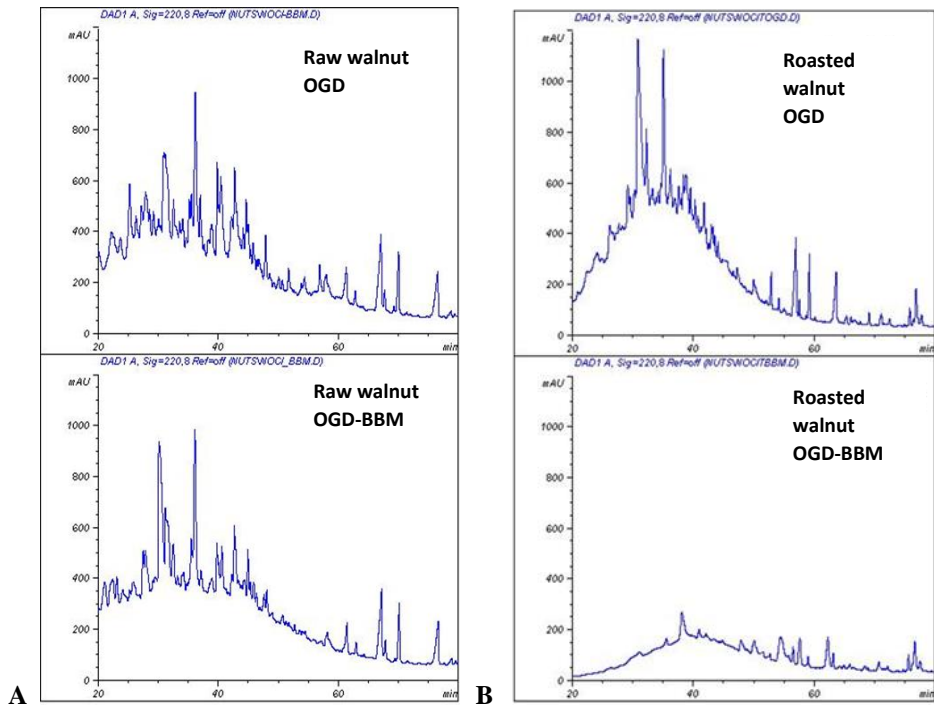 DAD1 A, Sig=220,8 Ref=off (NUTS\NOCI-BBM.D)
mAU
Raw walnut
OGD
1000
800
600
400
200
0
20
40
60
min
DAD1 A, Sig=220,8 Ref=off (NUTS\NOCI_BBM.D)
mAU
Raw walnut
OGD-BBM
1000
800
600
400
200
0
20
40
60
min
A
DAD1 A, Sig=220,8 Ref=off (NUTS\NOCITOGD.D)
mAU
Roasted
walnut
OGD
1000
800
600
400
200
0
20
40
60
min
DAD1 A, Sig=220,8 Ref=off (NUTS\NOCITBBM.D)
mAU
Roasted
walnut
OGD-BBM
1000
800
600
400
200
0
20
40
60
min
B